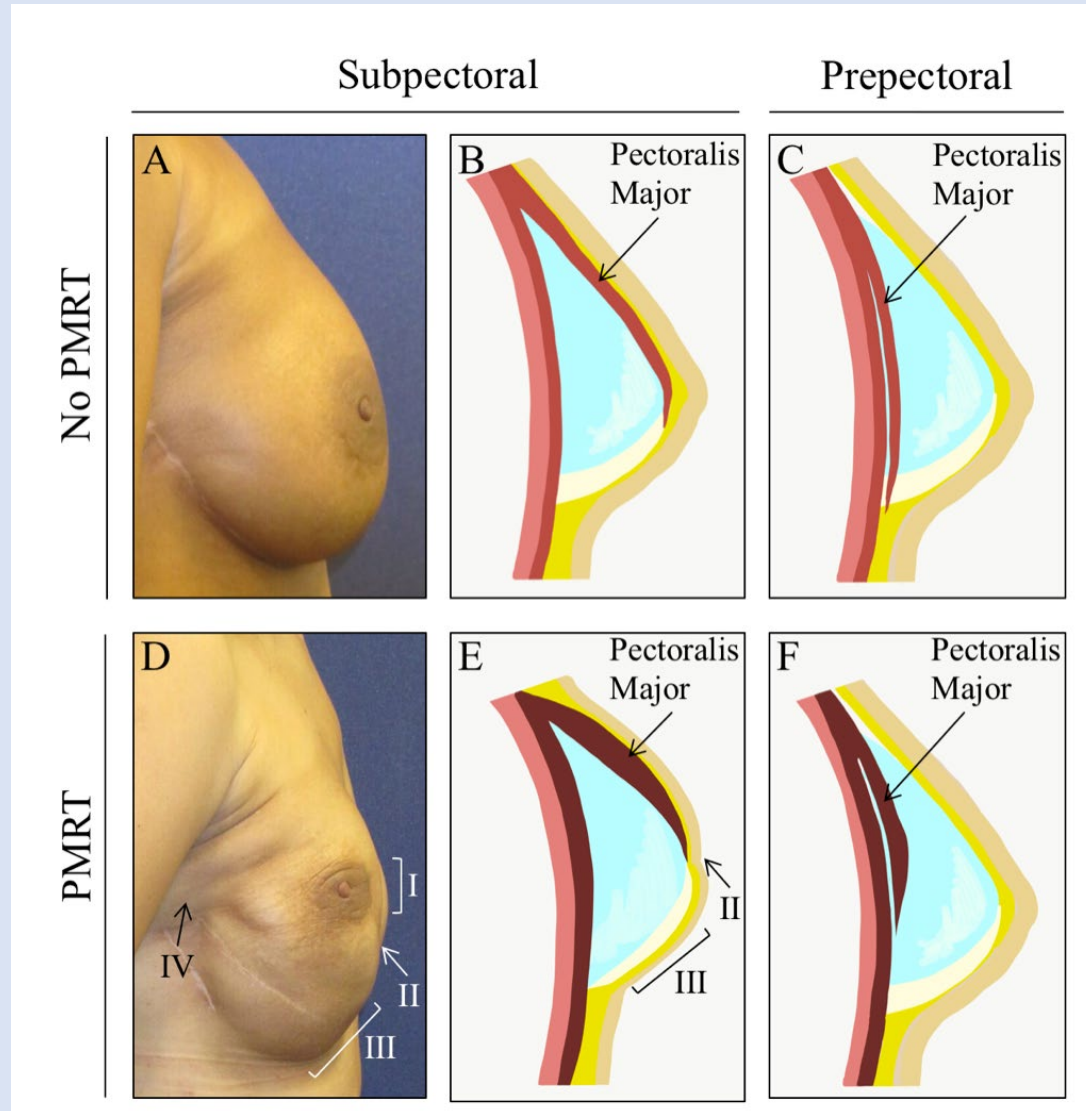 Subpectoral
Prepectoral
No PMRT
A
B
Pectoralis
Major
C
Pectoralis
Major
PMRT
D
I
II
III
IV
E
Pectoralis
Major
II
III
F
Pectoralis
Major